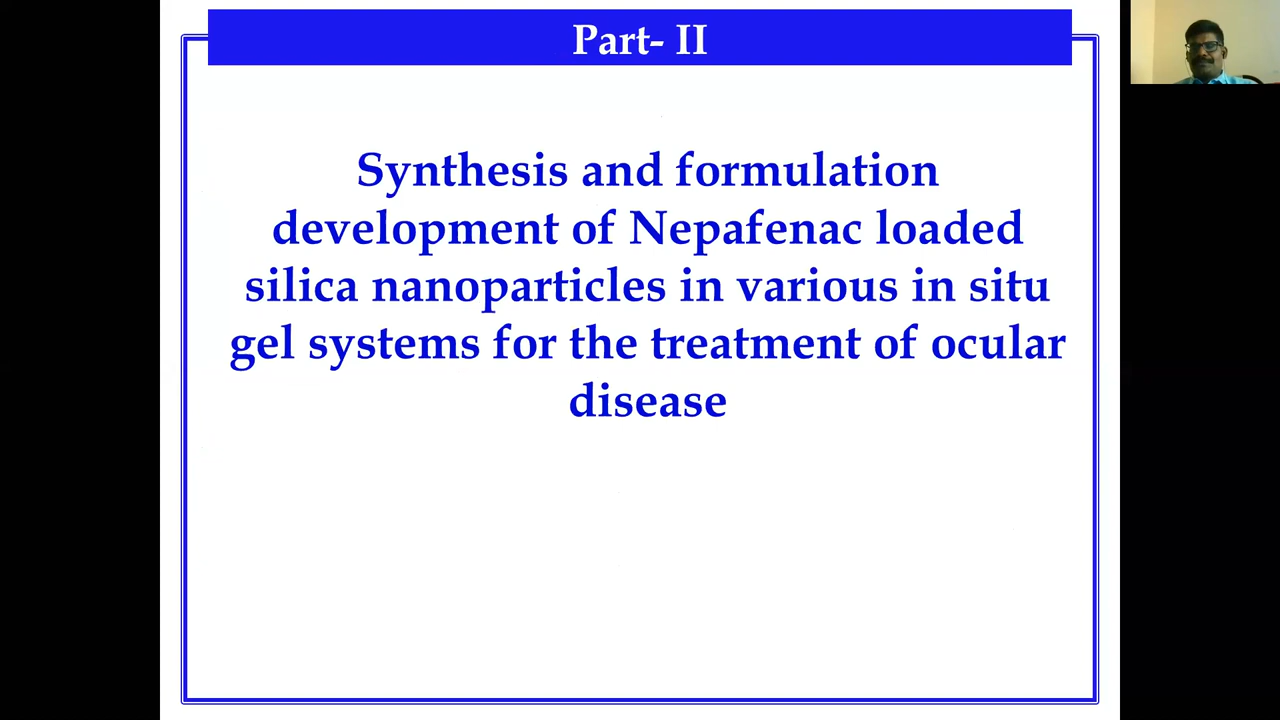 Part- II
Synthesis and formulation
development of Nepafenac loaded
silica nanoparticles in various in situ
gel systems for the treatment of ocular
disease